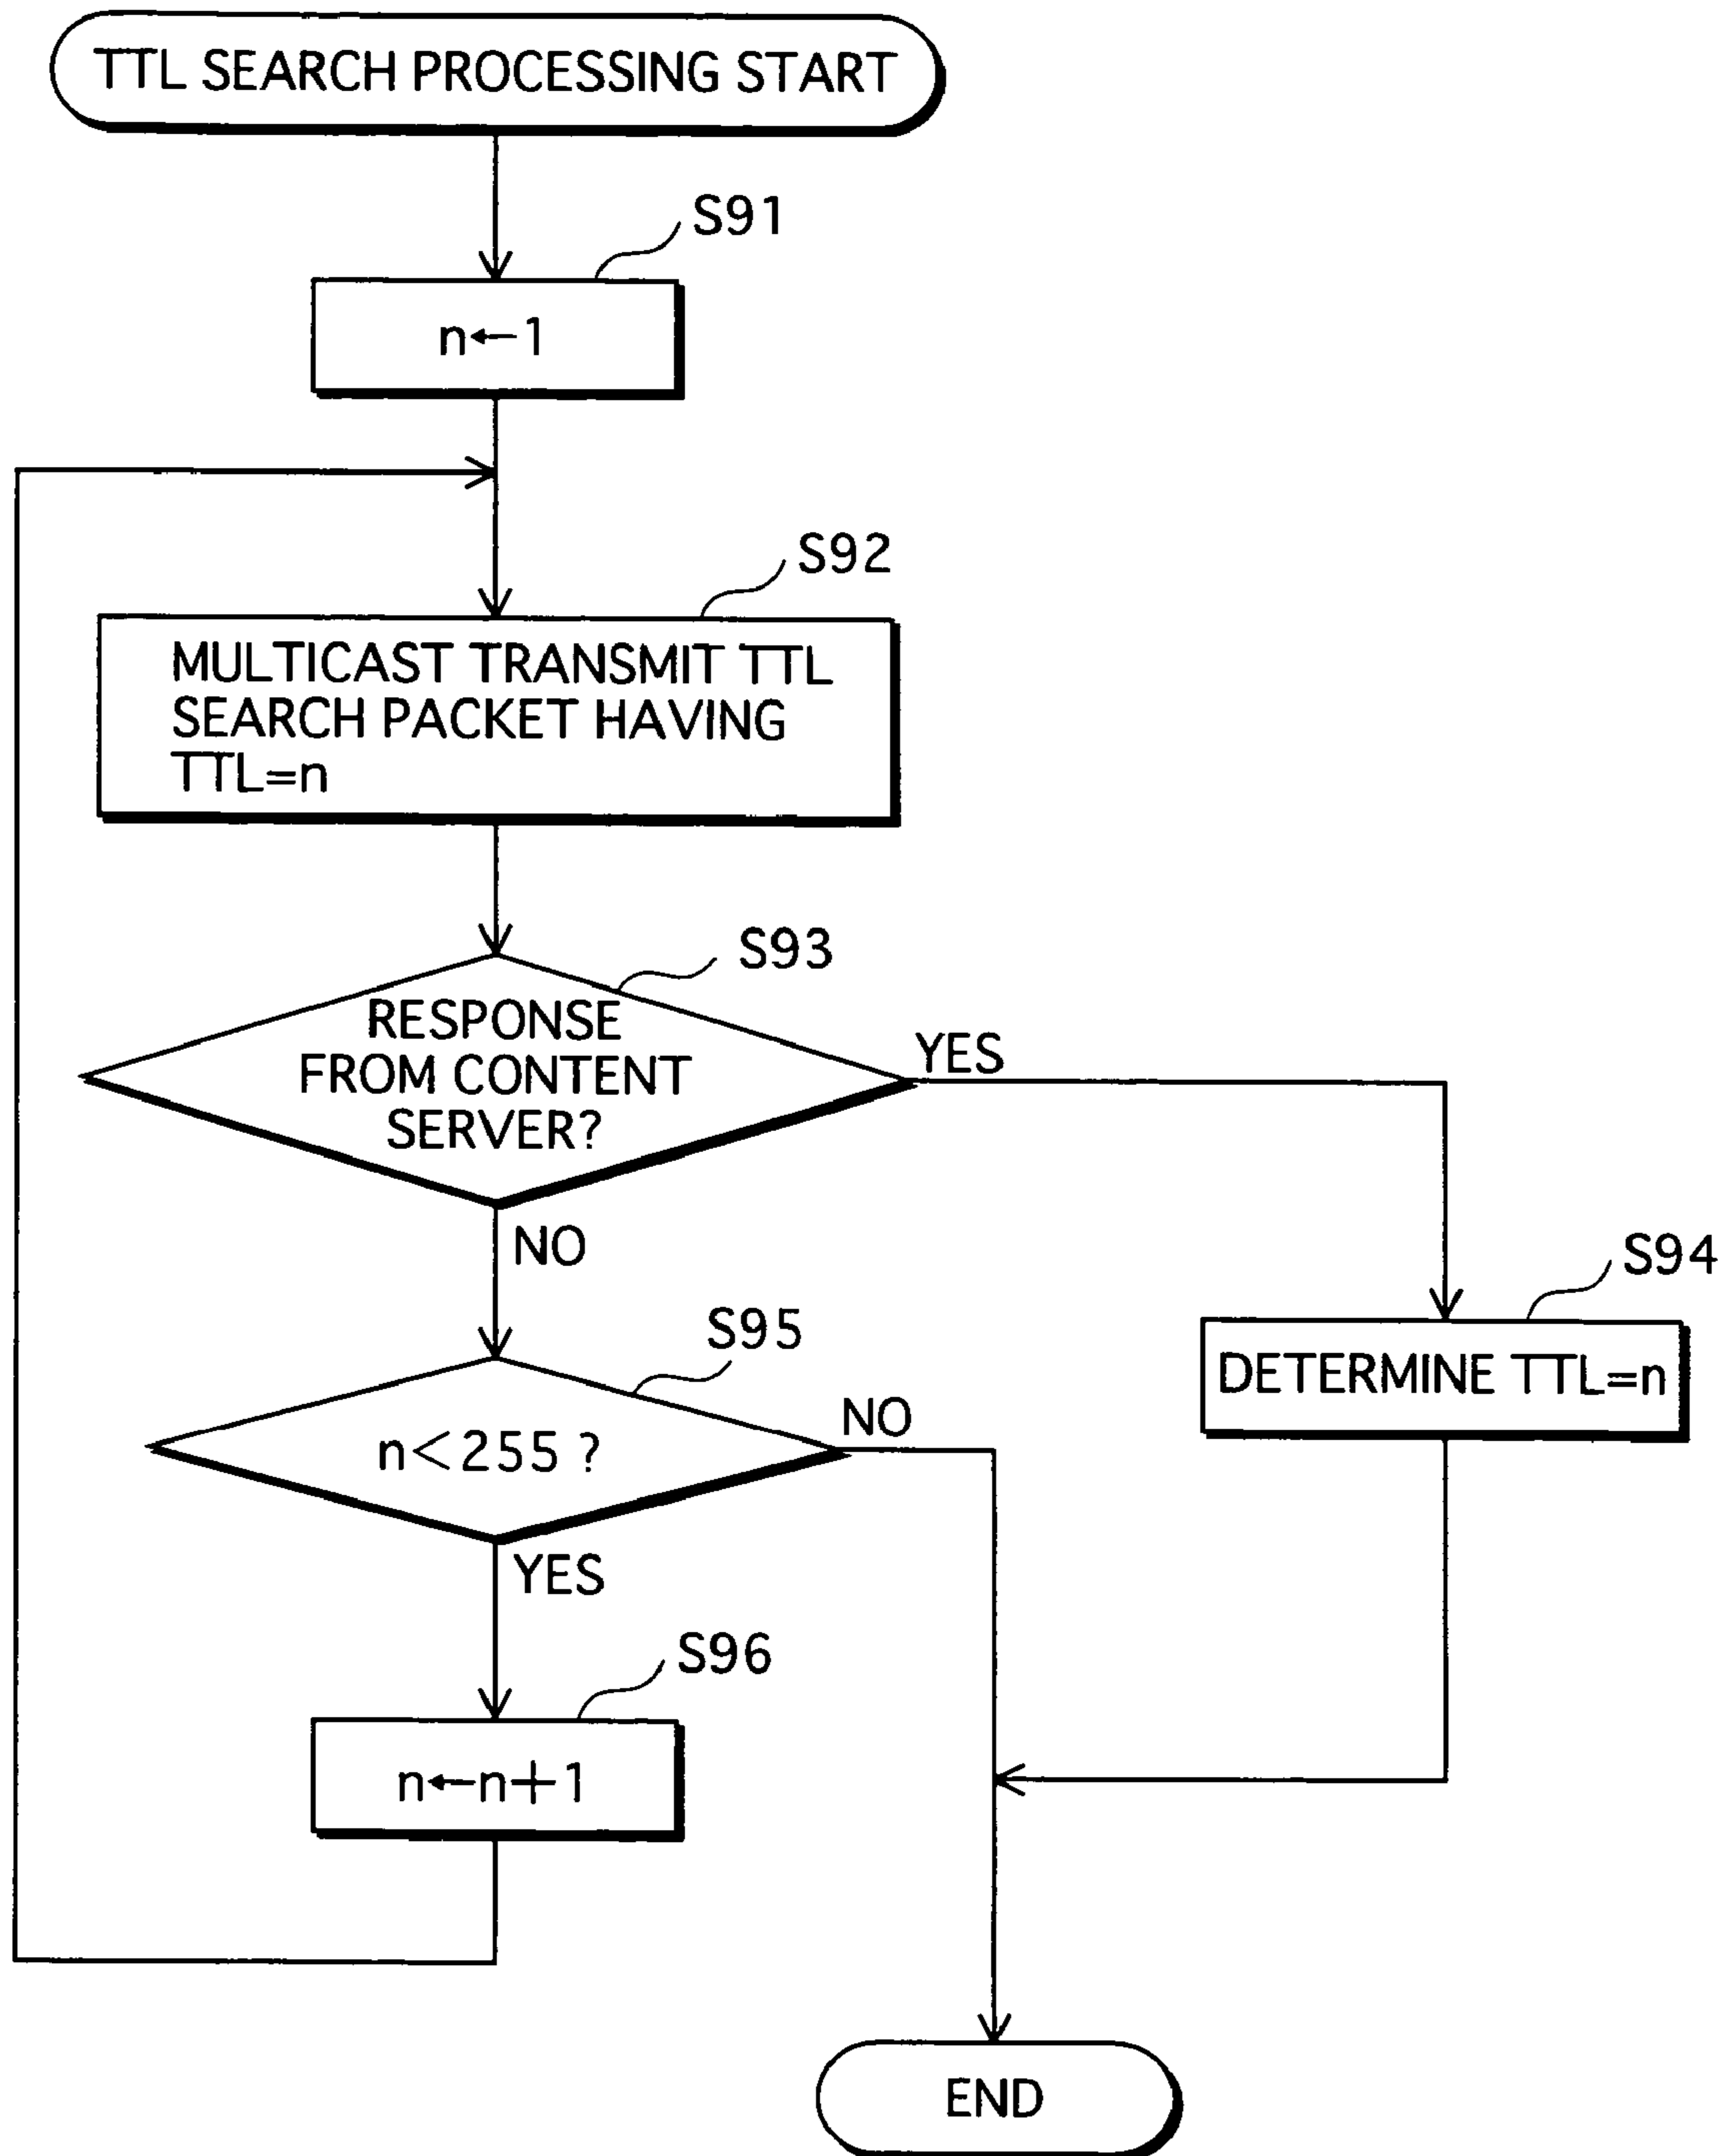 TTL SEARCH PROCESSING START
S91
n←1
S92
MULTICAST TRANSMIT TTL
SEARCH PACKET HAVING
TTL=n
S93
RESPONSE
FROM CONTENT
SERVER?
YES
NO
S94
DETERMINE TTL=n
S95
n<255 ?
NO
YES
S96
n←n+1
END